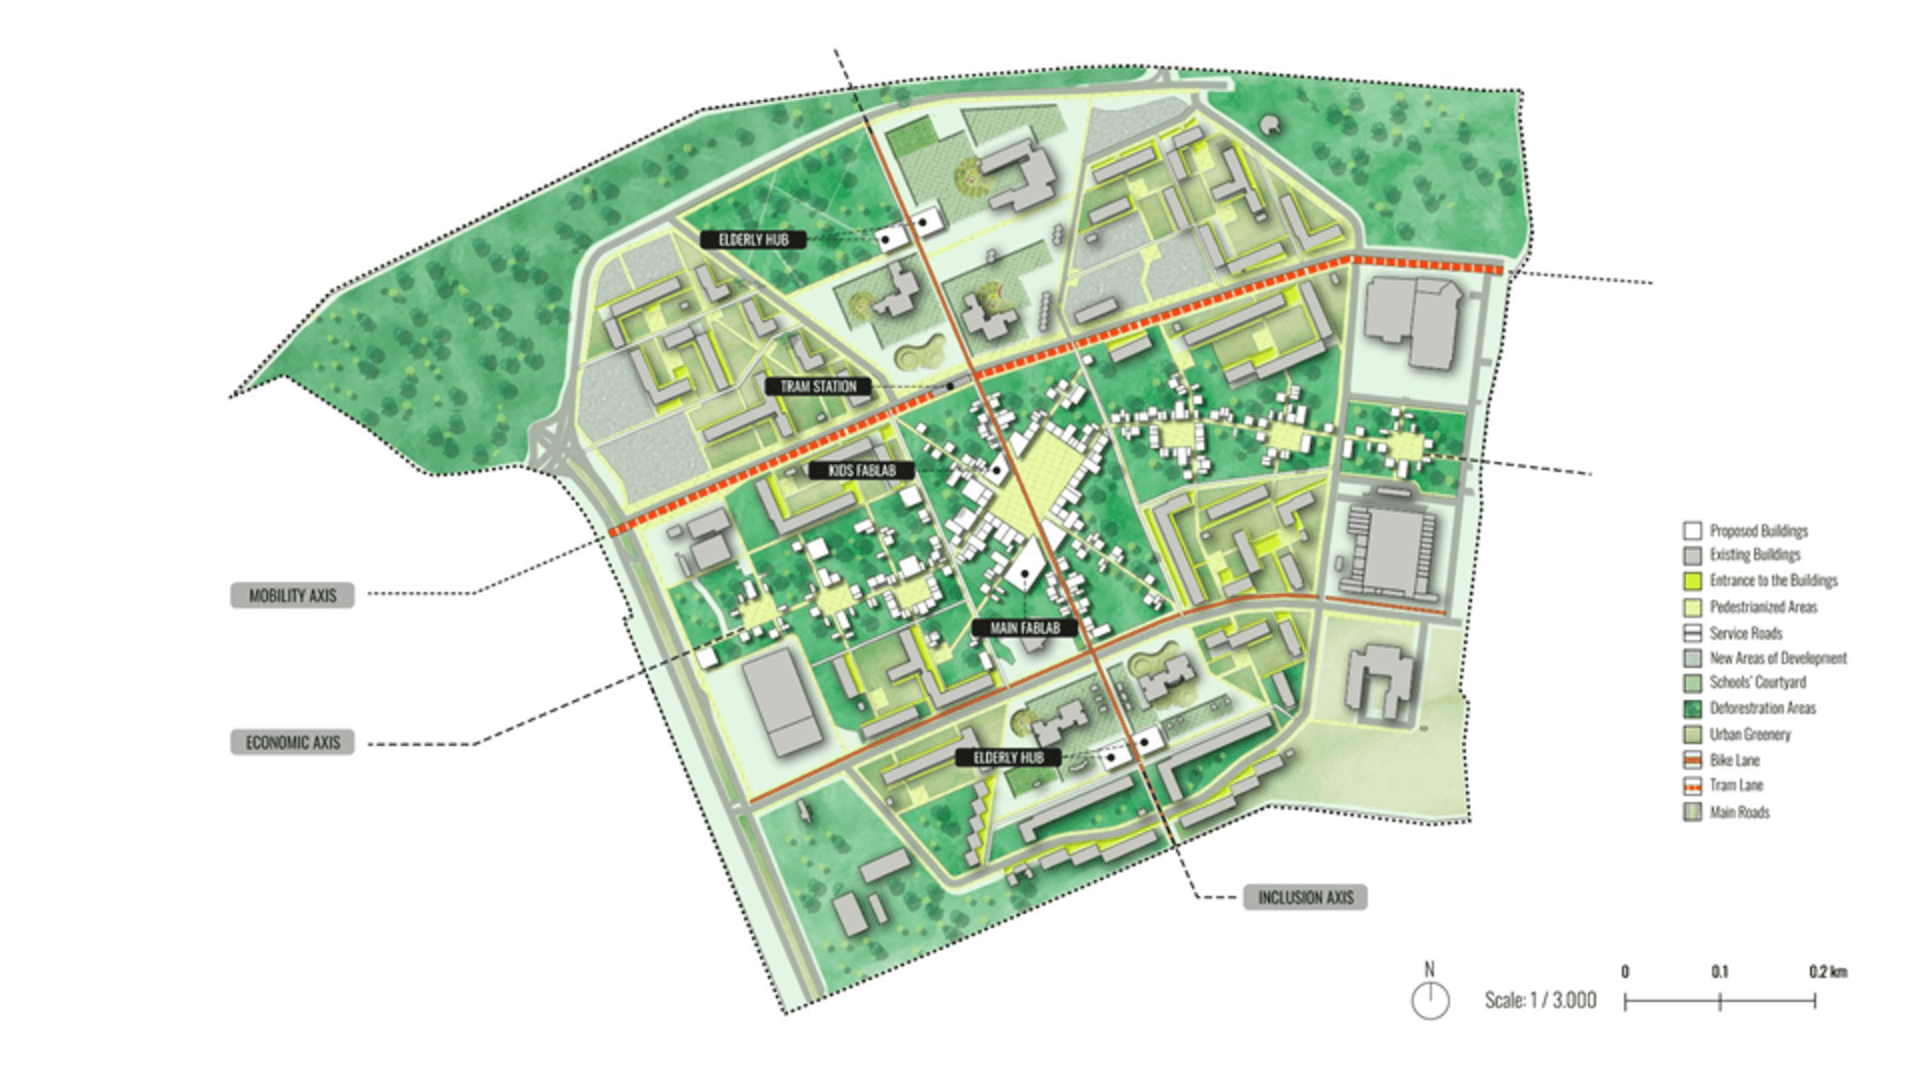 ELDERLY HUB
TRAM STATION
KIDS FABLAB
MOBILITY AXIS
MAIN FABLAB
ECONOMIC AXIS
ELDERLY HUB
INCLUSION AXIS
Proposed Buildings
Existing Buildings
Entrance to the Buildings
Pedestrianized Areas
Service Roads
New Areas of Development
Schools' Courtyard
Deforestration Areas
Urban Greenery
Bike Lane
Tram Lane
Main Roads
N
Scale: 1 / 3.000
0 0.1 0.2 km